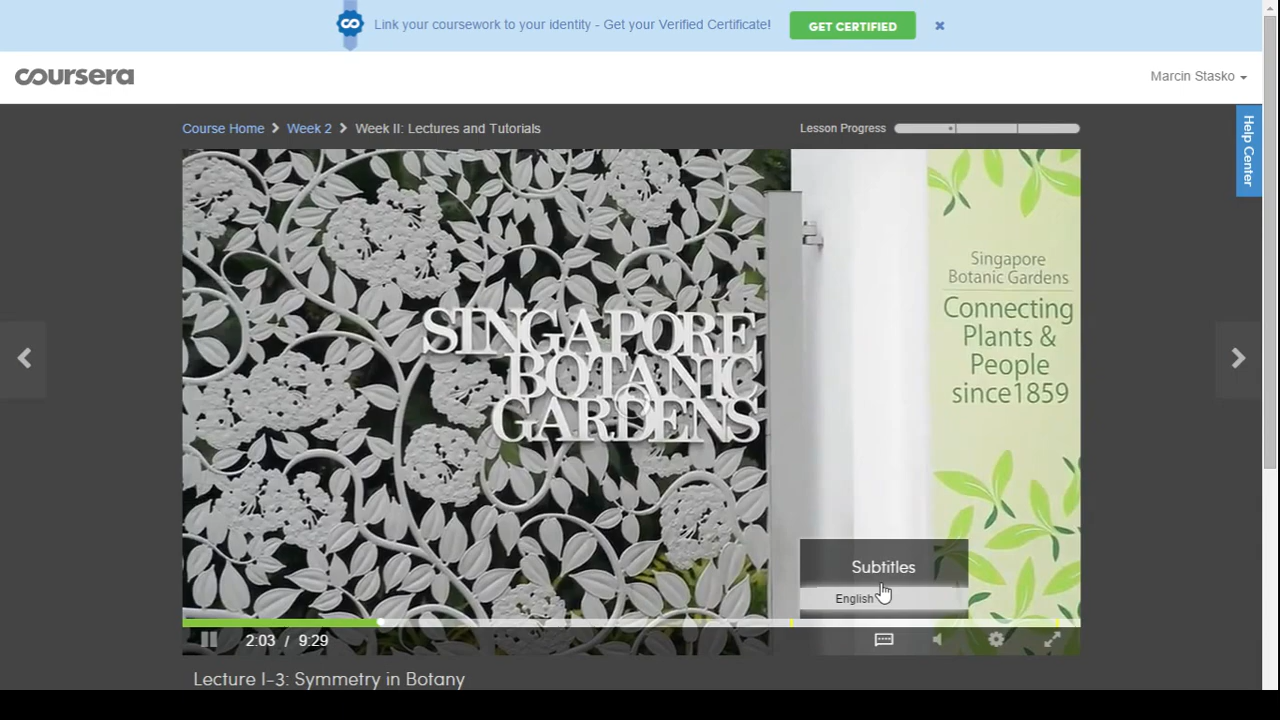 Link your coursework to your identity - Get your Verified Certificate!
GET CERTIFIED
coursera
Marcin Stasko
Course Home
Week 2
Week II: Lectures and Tutorials
Lesson Progress
Help Center
SINGAPORE
BOTANIC
GARDENS
Singapore
Botanic Gardens
Connecting
Plants &
People
since1859
Subtitles
English
2:03 / 9:29
Lecture I-3: Symmetry in Botany